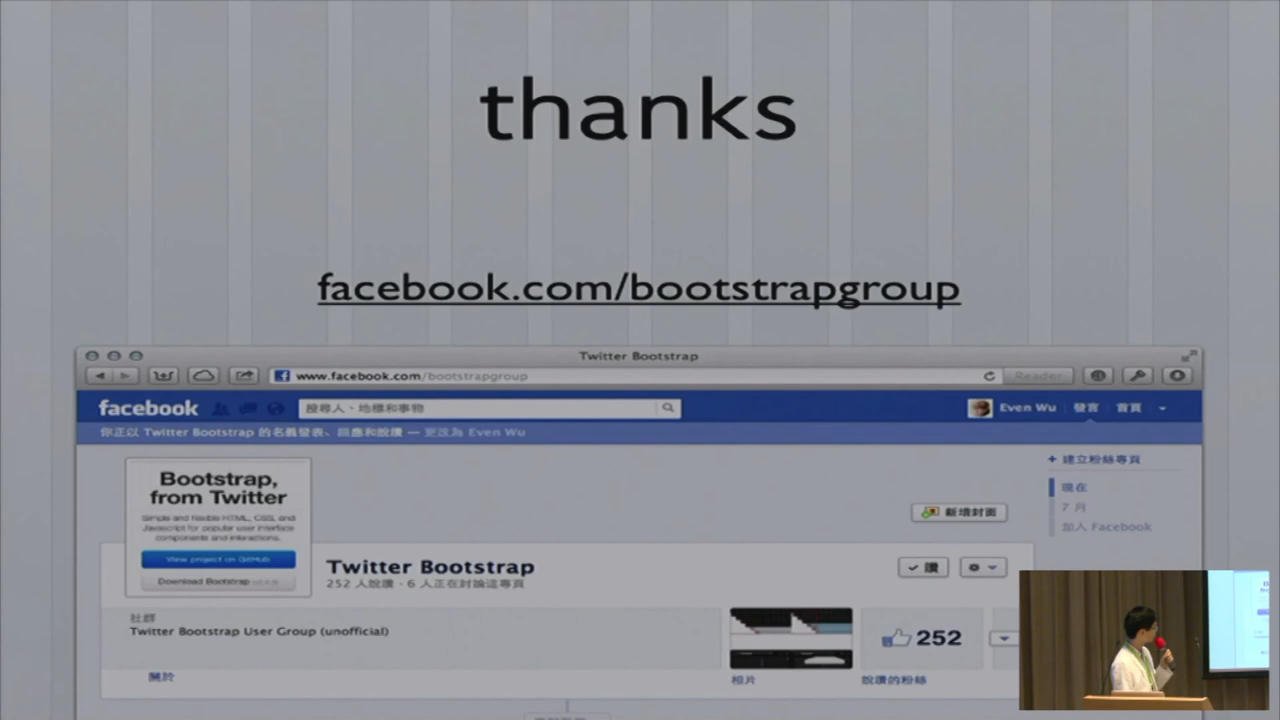 thanks
facebook.com/bootstrapgroup
Twitter Bootstrap
www.facebook.com/bootstrapgroup
Reader
facebook
搜尋人、地標和事物
Even Wu
發言
首頁
你正以 Twitter Bootstrap 的名義發表、回應和說讚 — 更改為 Even Wu
Bootstrap,
from Twitter
Simple and flexible HTML, CSS, and
Javascript for popular user interface
components and interactions.
View project on GitHub
Download Bootstrap
+ 建立粉絲專頁
現在
7 月
加入 Facebook
新增封面
Twitter Bootstrap
252 人說讚 · 6 人正在討論這專頁
讚
社群
Twitter Bootstrap User Group (unofficial)
關於
252
相片
說讚的粉絲